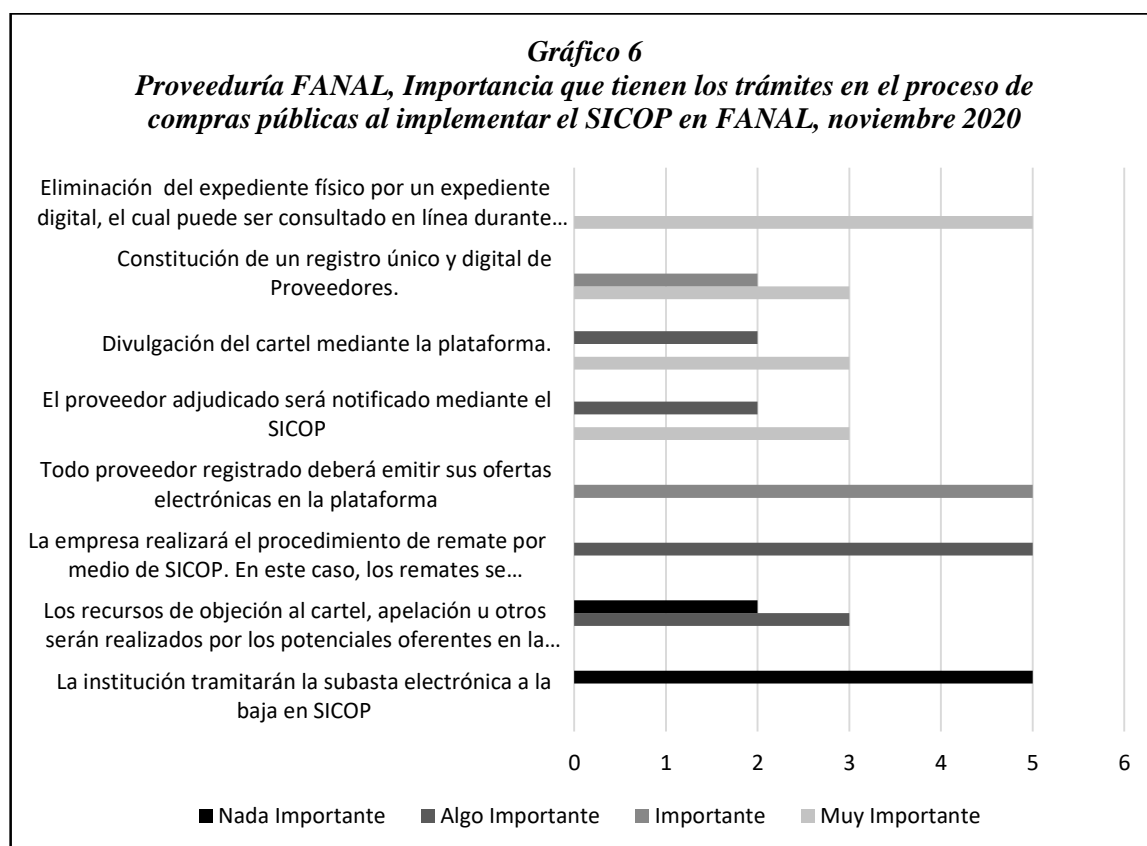 Gráfico 6
Proveeduría FANAL, Importancia que tienen los trámites en el proceso de
compras públicas al implementar el SICOP en FANAL, noviembre 2020
Eliminación del expediente físico por un expediente
digital, el cual puede ser consultado en línea durante…
Constitución de un registro único y digital de
Proveedores.
Divulgación del cartel mediante la plataforma.
El proveedor adjudicado será notificado mediante el
SICOP
Todo proveedor registrado deberá emitir sus ofertas
electrónicas en la plataforma
La empresa realizará el procedimiento de remate por
medio de SICOP. En este caso, los remates se…
Los recursos de objeción al cartel, apelación u otros
serán realizados por los potenciales oferentes en la…
La institución tramitarán la subasta electrónica a la
baja en SICOP
0 1 2 3 4 5 6
Nada Importante Algo Importante Importante Muy Importante